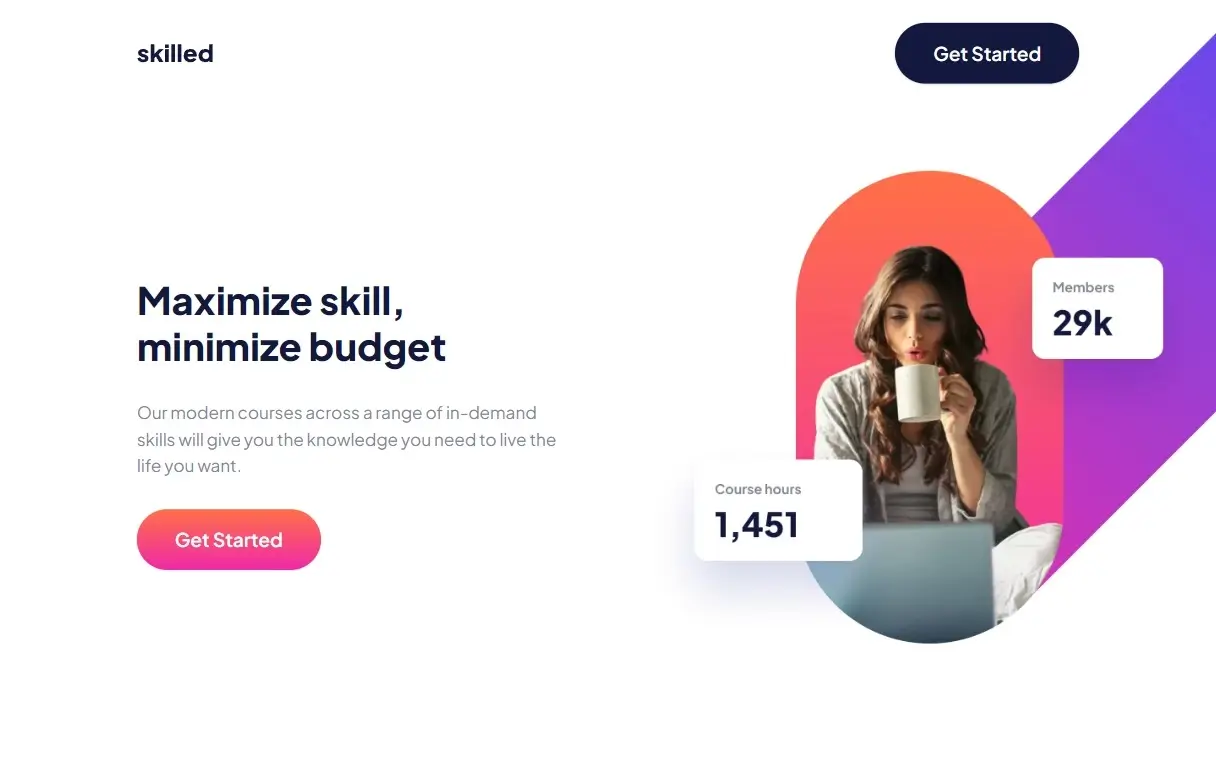 skilled
Get Started
Maximize skill,
minimize budget
Our modern courses across a range of in-demand
skills will give you the knowledge you need to live the
life you want.
Get Started
Members
29k
Course hours
1,451